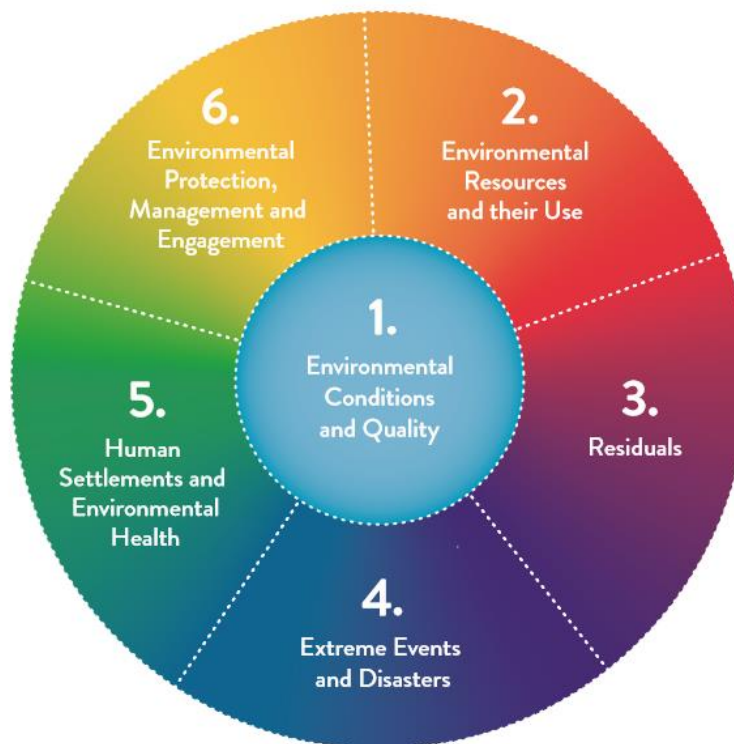 1.
Environmental
Conditions
and Quality
2.
Environmental
Resources
and their Use
3.
Residuals
4.
Extreme Events
and Disasters
5.
Human
Settlements and
Environmental
Health
6.
Environmental
Protection,
Management and
Engagement